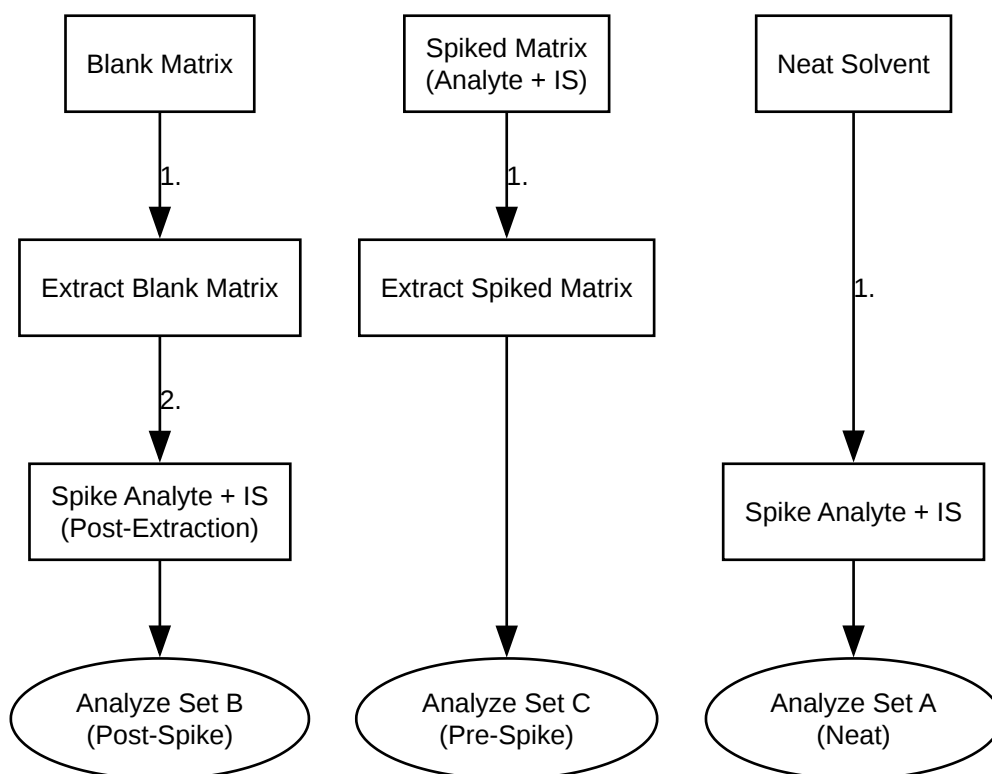 Blank Matrix
Spiked Matrix
(Analyte + IS)
Neat Solvent
1.
1.
Extract Blank Matrix
Extract Spiked Matrix
1.
2.
Spike Analyte + IS
(Post-Extraction)
Spike Analyte + IS
Analyze Set B
(Post-Spike)
Analyze Set C
(Pre-Spike)
Analyze Set A
(Neat)